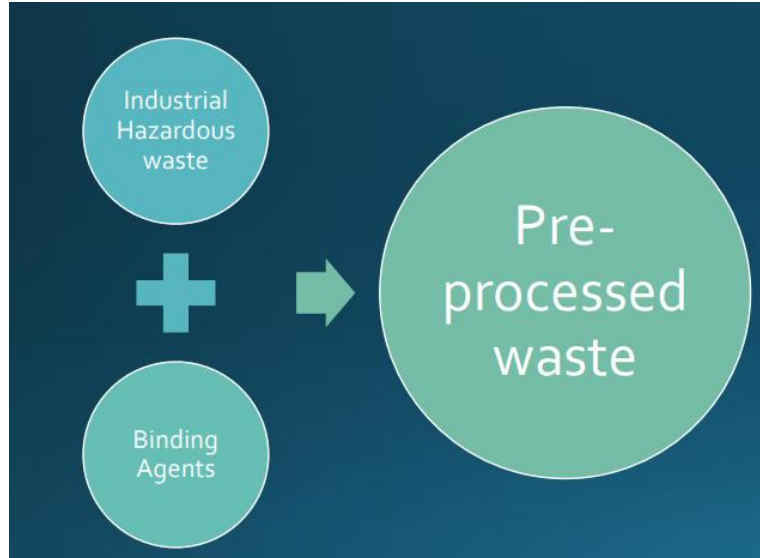 Industrial
Hazardous
waste
Binding
Agents
Pre-
processed
waste